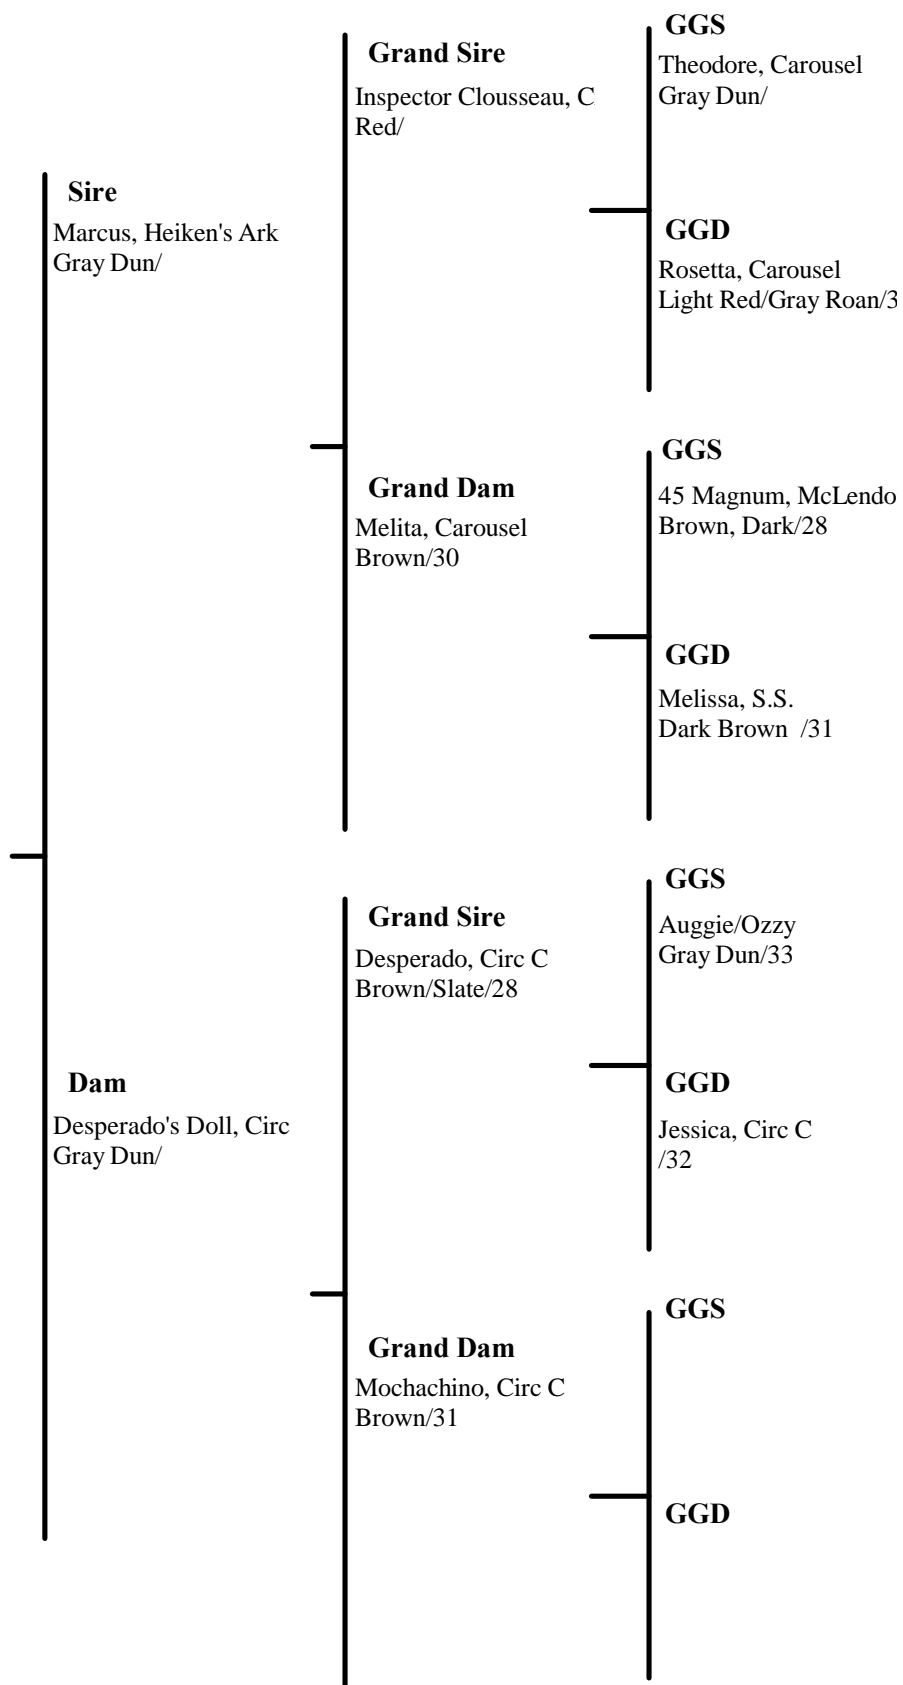 GGS
Theodore, Carousel
Gray Dun/
Grand Sire
Inspector Clousseau, C
Red/
Sire
Marcus, Heiken's Ark
Gray Dun/
GGD
Rosetta, Carousel
Light Red/Gray Roan/3
GGS
45 Magnum, McLendo
Brown, Dark/28
Grand Dam
Melita, Carousel
Brown/30
GGD
Melissa, S.S.
Dark Brown  /31
GGS
Auggie/Ozzy
Gray Dun/33
Grand Sire
Desperado, Circ C
Brown/Slate/28
Dam
Desperado's Doll, Circ
Gray Dun/
GGD
Jessica, Circ C
/32
GGS
Grand Dam
Mochachino, Circ C
Brown/31
GGD